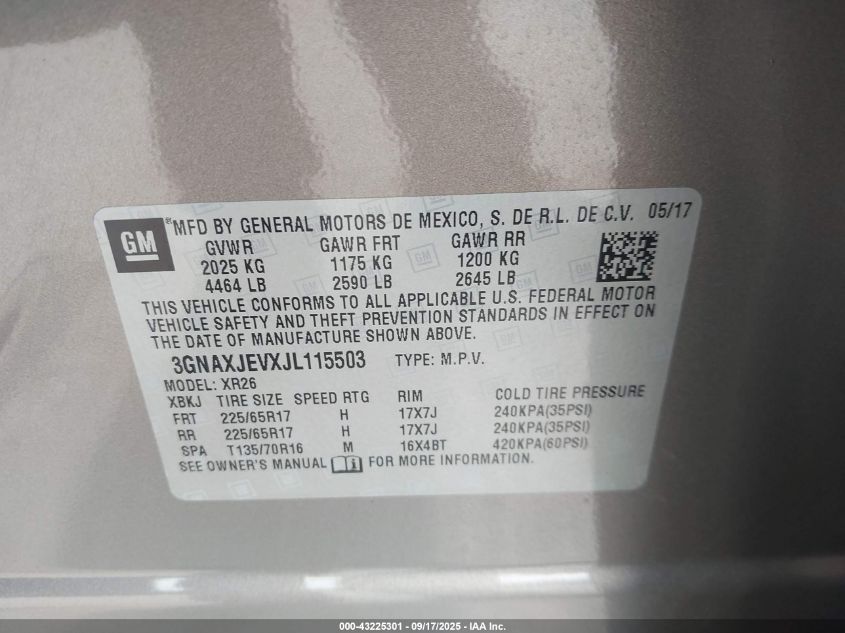 GM
MFD BY GENERAL MOTORS DE MEXICO, S. DE R.L. DE C.V. 05/17
GVWR GAWR FRT GAWR RR
2025 KG 1175 KG 1200 KG
4464 LB 2590 LB 2645 LB
THIS VEHICLE CONFORMS TO ALL APPLICABLE U.S. FEDERAL MOTOR
VEHICLE SAFETY AND THEFT PREVENTION STANDARDS IN EFFECT ON
THE DATE OF MANUFACTURE SHOWN ABOVE.
3GNAXJEVXJL115503 TYPE: M.P.V.
MODEL: XR26
XBKJ TIRE SIZE SPEED RTG RIM COLD TIRE PRESSURE
FRT 225/65R17 H 17X7J 240KPA(35PSI)
RR 225/65R17 H 17X7J 240KPA(35PSI)
SPA T135/70R16 M 16X4BT 420KPA(60PSI)
SEE OWNER'S MANUAL FOR MORE INFORMATION.
000-43225301 - 09/17/2025 - IAA Inc.